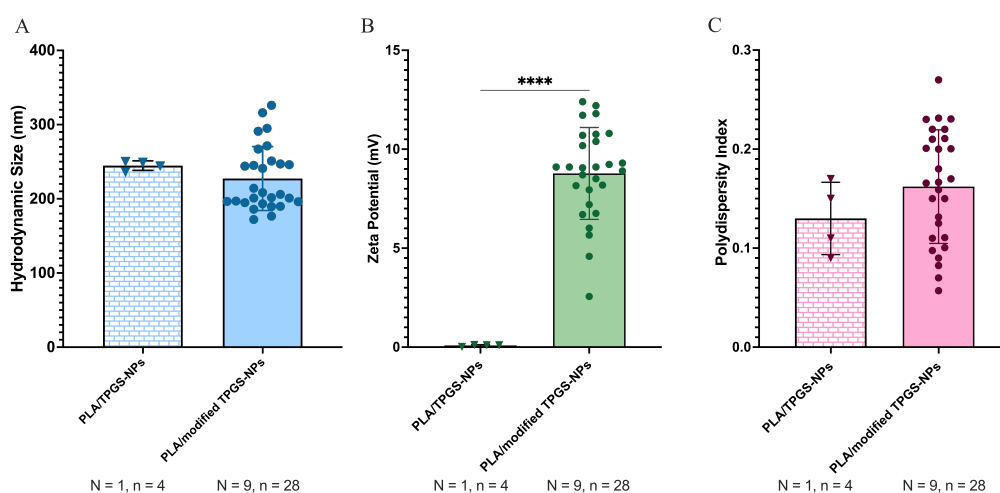 A
Hydrodynamic Size (nm)
400
300
200
100
0
PLA/TPGS-NPs
PLA/modified TPGS-NPs
N = 1, n = 4
N = 9, n = 28
B
Zeta Potential (mV)
15
10
5
0
****
PLA/TPGS-NPs
PLA/modified TPGS-NPs
N = 1, n = 4
N = 9, n = 28
C
Polydispersity Index
0.3
0.2
0.1
0.0
PLA/TPGS-NPs
PLA/modified TPGS-NPs
N = 1, n = 4
N = 9, n = 28